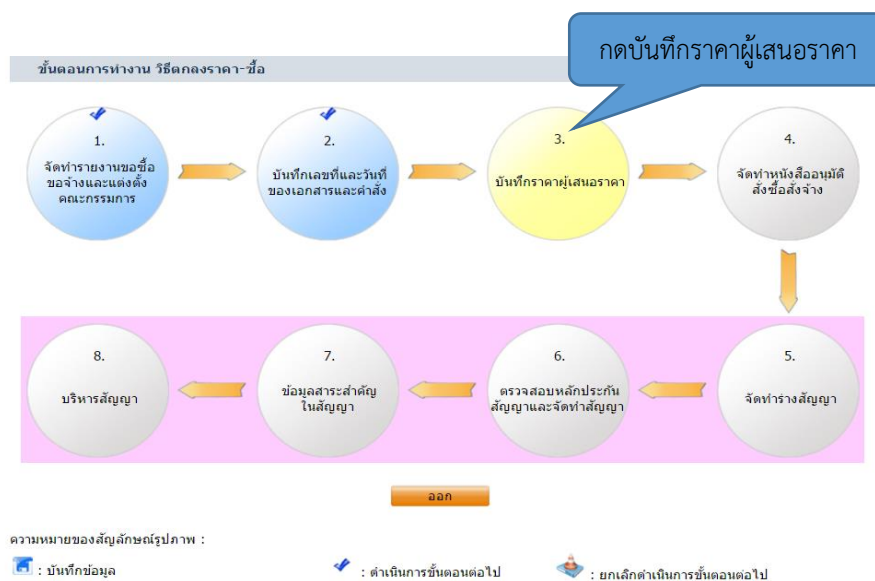 กดบันทึกราคาผู้เสนอราคา
ขั้นตอนการทำงาน วิธีตกลงราคา-ซื้อ
1.
จัดทำรายงานขอซื้อ
ขอจ้างและแต่งตั้ง
คณะกรรมการ
2.
บันทึกเลขที่และวันที่
ของเอกสารและคำสั่ง
3.
บันทึกราคาผู้เสนอราคา
4.
จัดทำหนังสืออนุมัติ
สั่งซื้อสั่งจ้าง
8.
บริหารสัญญา
7.
ข้อมูลสาระสำคัญ
ในสัญญา
6.
ตรวจสอบหลักประกัน
สัญญาและจัดทำสัญญา
5.
จัดทำร่างสัญญา
ออก
ความหมายของสัญลักษณ์รูปภาพ :
: บันทึกข้อมูล
: ดำเนินการขั้นตอนต่อไป
: ยกเลิกดำเนินการขั้นตอนต่อไป